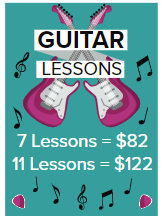 GUITAR
LESSONS
7 Lessons = $82
11 Lessons = $122